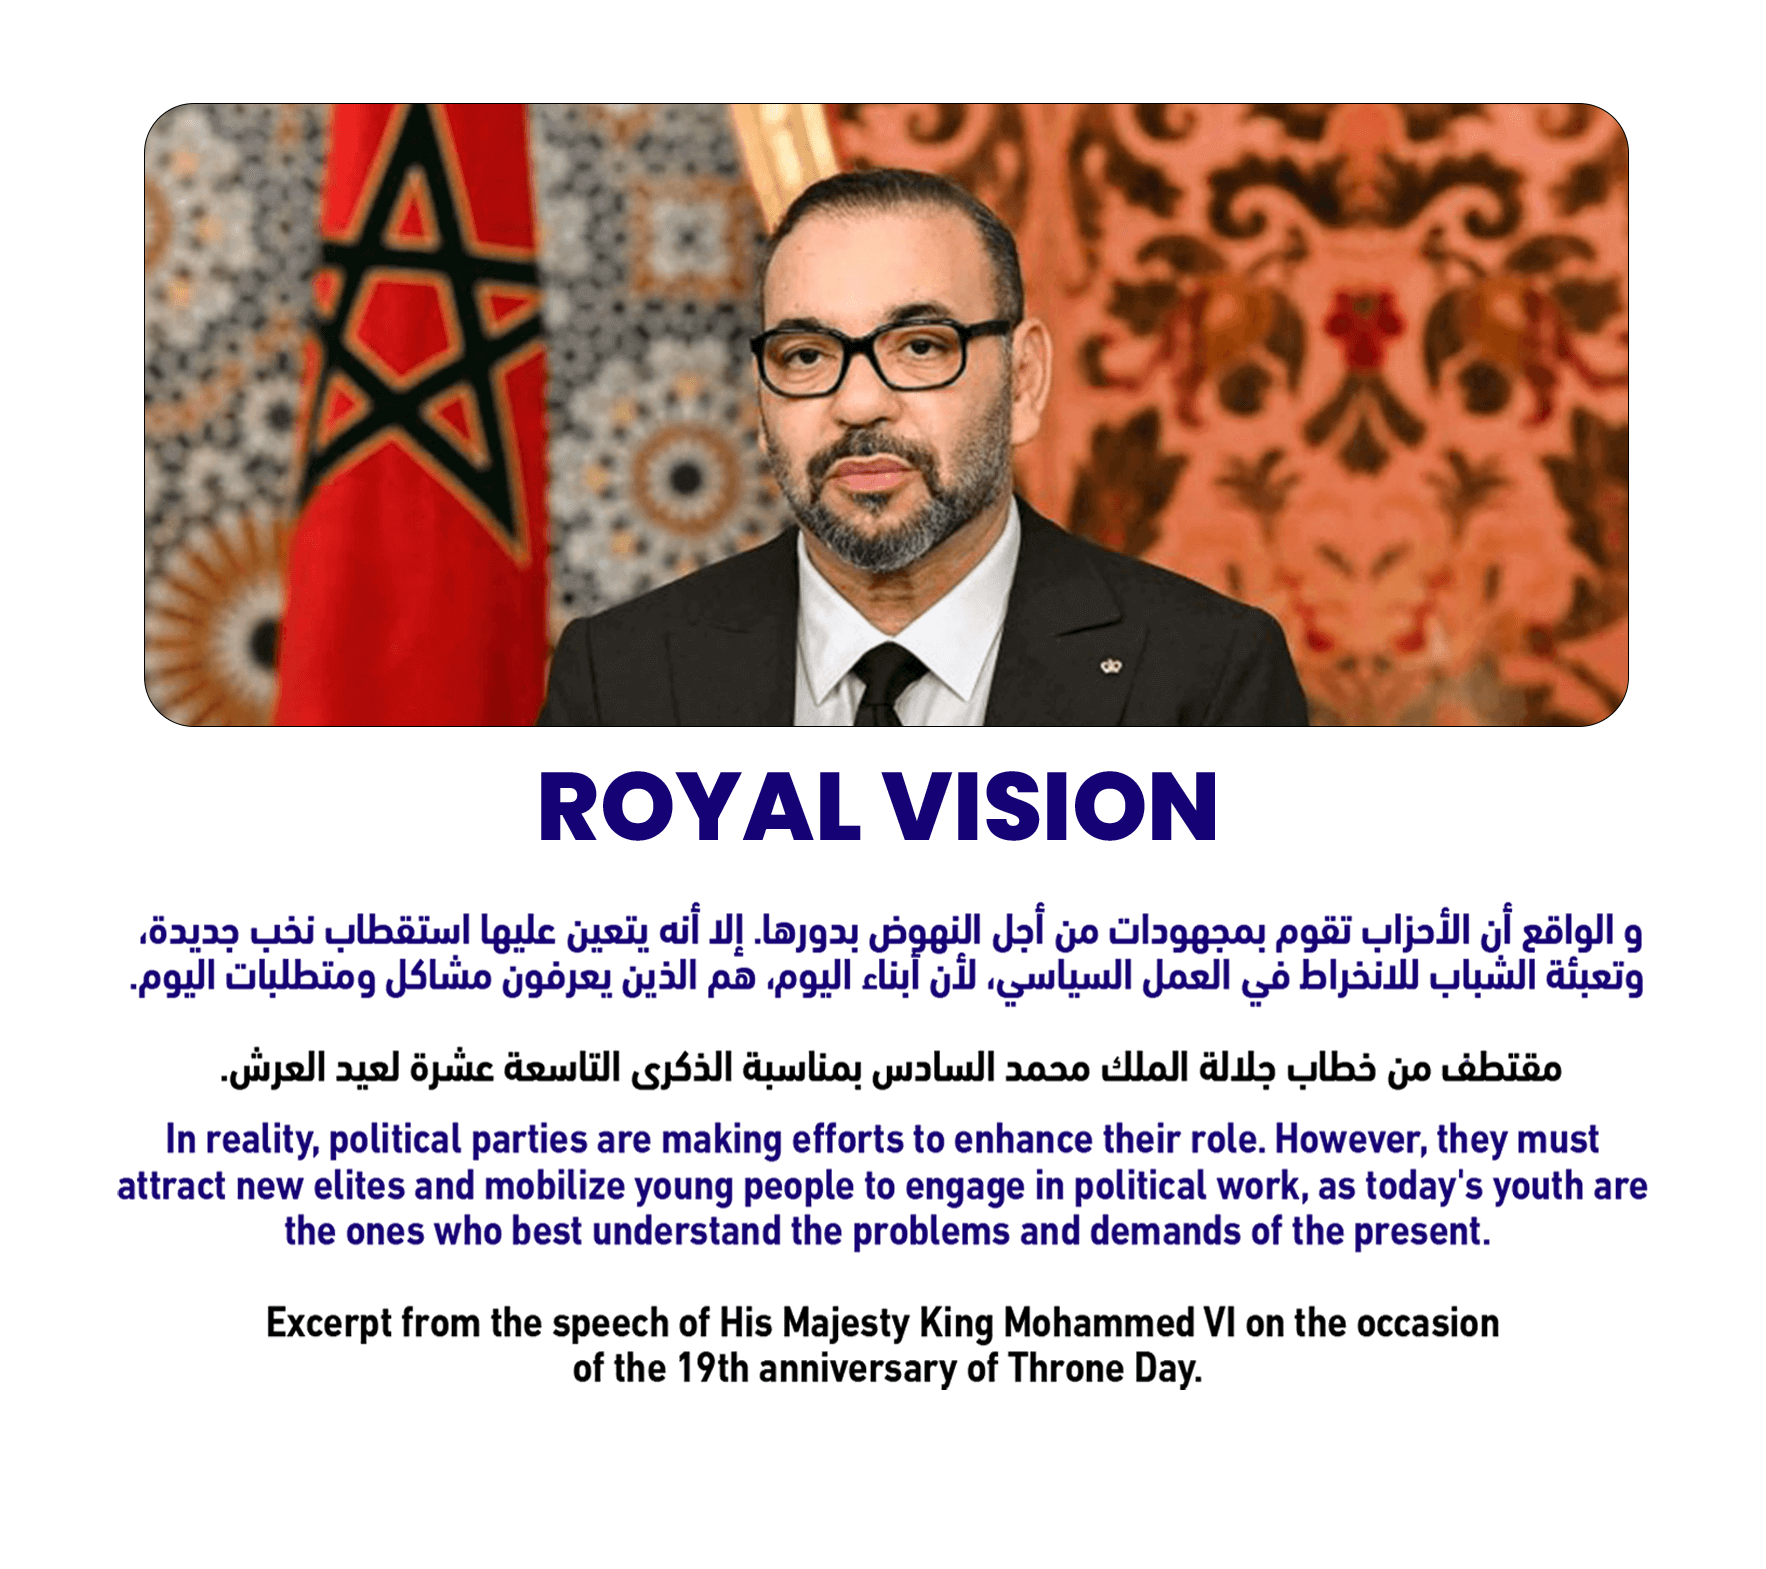 ROYAL VISION
و الواقع أن الأحزاب تقوم بمجهودات من أجل النهوض بدورها. إلا أنه يتعين عليها استقطاب نخب جديدة،
وتعبئة الشباب للانخراط في العمل السياسي، لأن أبناء اليوم، هم الذين يعرفون مشاكل ومتطلبات اليوم.
مقتطف من خطاب جلالة الملك محمد السادس بمناسبة الذكرى التاسعة عشرة لعيد العرش.
In reality, political parties are making efforts to enhance their role. However, they must
attract new elites and mobilize young people to engage in political work, as today's youth are
the ones who best understand the problems and demands of the present.
Excerpt from the speech of His Majesty King Mohammed VI on the occasion
of the 19th anniversary of Throne Day.